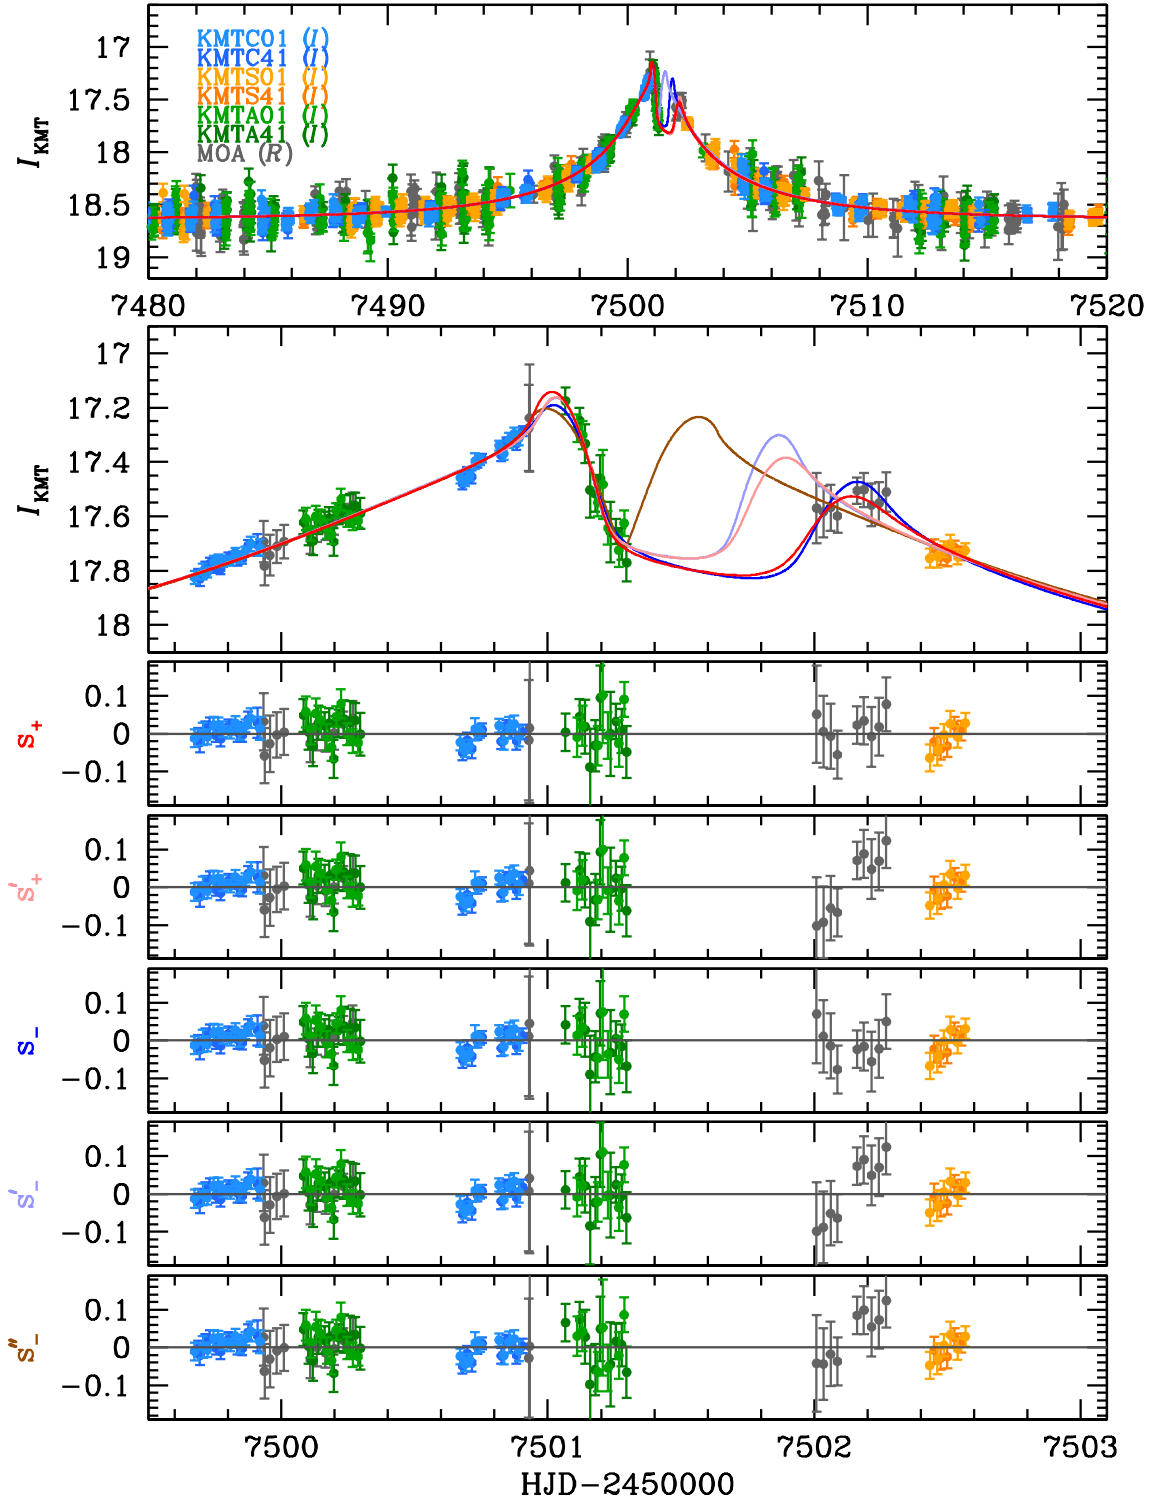 KMTC01 (I)
KMTC41 (I)
KMTS01 (I)
KMTS41 (I)
KMTA01 (I)
KMTA41 (I)
MOA (R)
I_KMT
17
17.5
18
18.5
19
7480 7490 7500 7510 7520
I_KMT
17
17.2
17.4
17.6
17.8
18
s+
0.1
0
−0.1
s′+
0.1
0
−0.1
s−
0.1
0
−0.1
s′−
0.1
0
−0.1
s″−
0.1
0
−0.1
7500 7501 7502 7503
HJD−2450000